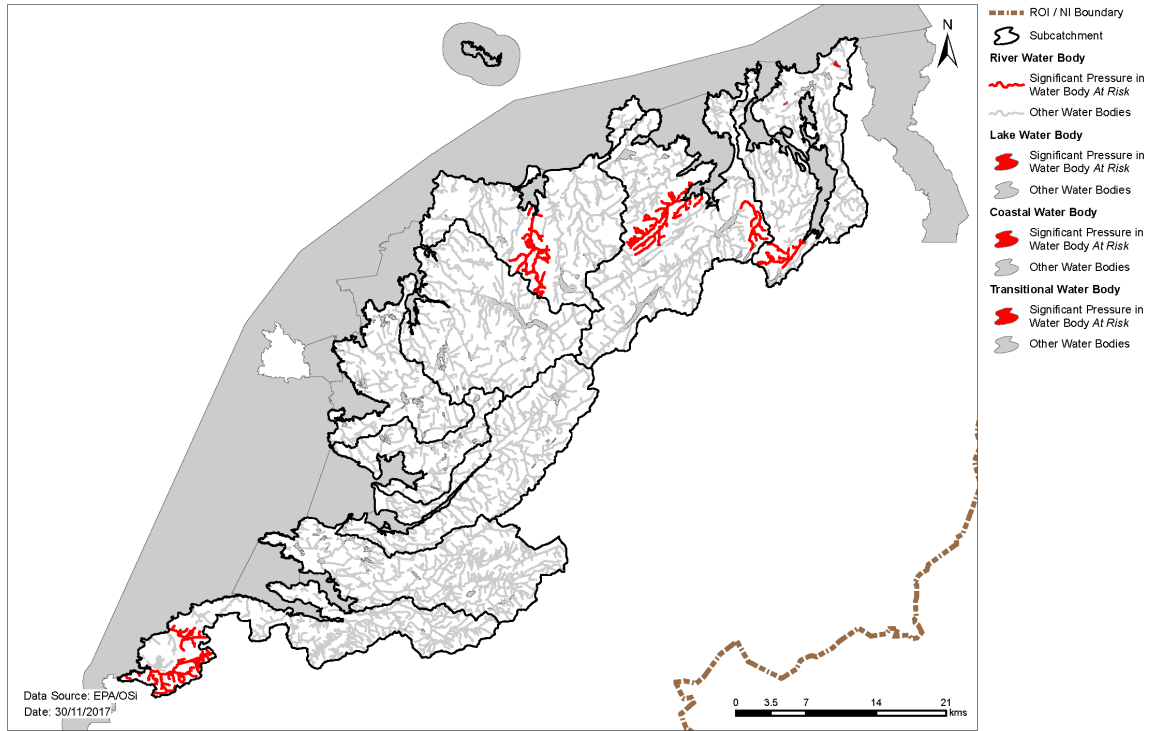 ROI / NI Boundary
Subcatchment
River Water Body
Significant Pressure in
Water Body At Risk
Other Water Bodies
Lake Water Body
Significant Pressure in
Water Body At Risk
Other Water Bodies
Coastal Water Body
Significant Pressure in
Water Body At Risk
Other Water Bodies
Transitional Water Body
Significant Pressure in
Water Body At Risk
Other Water Bodies
N
Data Source: EPA/OSi
Date: 30/11/2017
0 3.5 7 14 21
kms